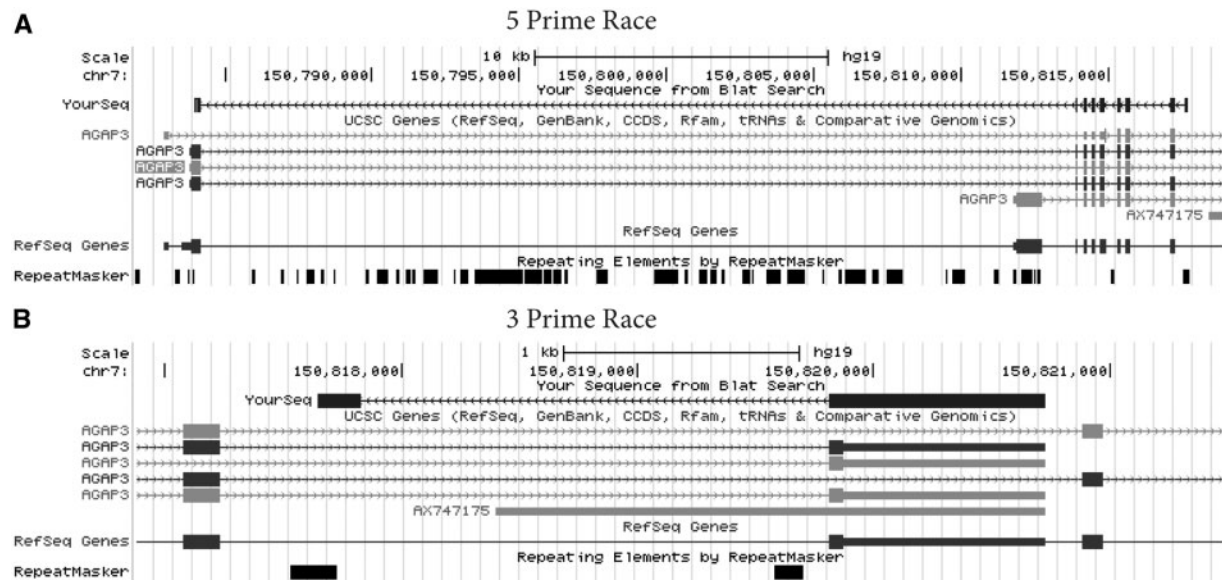 A 5 Prime Race
Scale 10 kb hg19
chr7: 150,790,000 150,795,000 150,800,000 150,805,000 150,810,000 150,815,000
Your Sequence from Blat Search
YourSeq
UCSC Genes (RefSeq, GenBank, CCDS, Rfam, tRNAs & Comparative Genomics)
AGAP3
AGAP3
AGAP3
AGAP3
AGAP3
AX747175
RefSeq Genes
RefSeq Genes
Repeating Elements by RepeatMasker
RepeatMasker
B 3 Prime Race
Scale 1 kb hg19
chr7: 150,818,000 150,819,000 150,820,000 150,821,000
Your Sequence from Blat Search
YourSeq
UCSC Genes (RefSeq, GenBank, CCDS, Rfam, tRNAs & Comparative Genomics)
AGAP3
AGAP3
AGAP3
AGAP3
AGAP3
AX747175
RefSeq Genes
RefSeq Genes
Repeating Elements by RepeatMasker
RepeatMasker